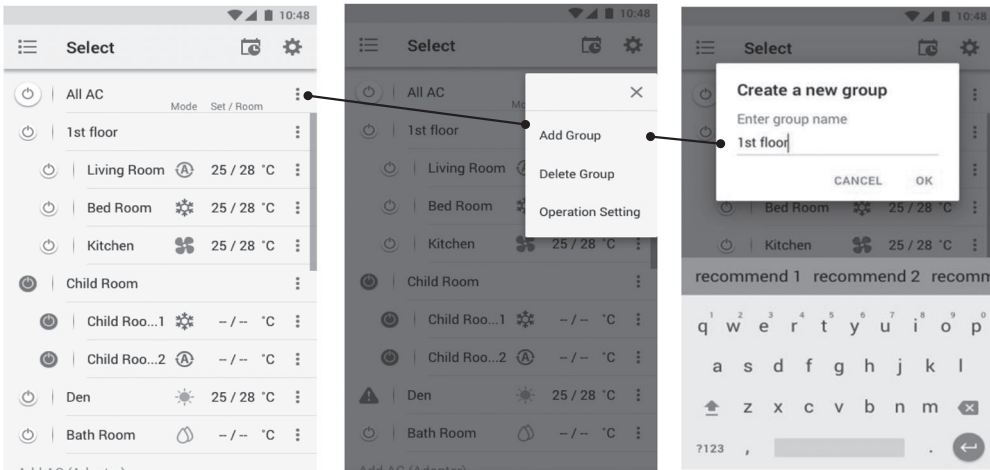 10:48
Select
All AC
Mode Set / Room
1st floor
Living Room A 25 / 28 °C
Bed Room 25 / 28 °C
Kitchen 25 / 28 °C
Child Room
Child Roo...1 -- / -- °C
Child Roo...2 A -- / -- °C
Den 25 / 28 °C
Bath Room -- / -- °C
10:48
Select
All AC
1st floor
Living Room
Bed Room
Kitchen 25 / 28 °C
Child Room
Child Roo...1 -- / -- °C
Child Roo...2 A -- / -- °C
Den 25 / 28 °C
Bath Room -- / -- °C
Add Group
Delete Group
Operation Setting
10:48
Select
Create a new group
Enter group name
1st floor
CANCEL OK
Bed Room 25 / 28 °C
Kitchen 25 / 28 °C
recommend 1 recommend 2 recomm
1 2 3 4 5 6 7 8 9 0
q w e r t y u i o p
a s d f g h j k l
z x c v b n m
?123 , .